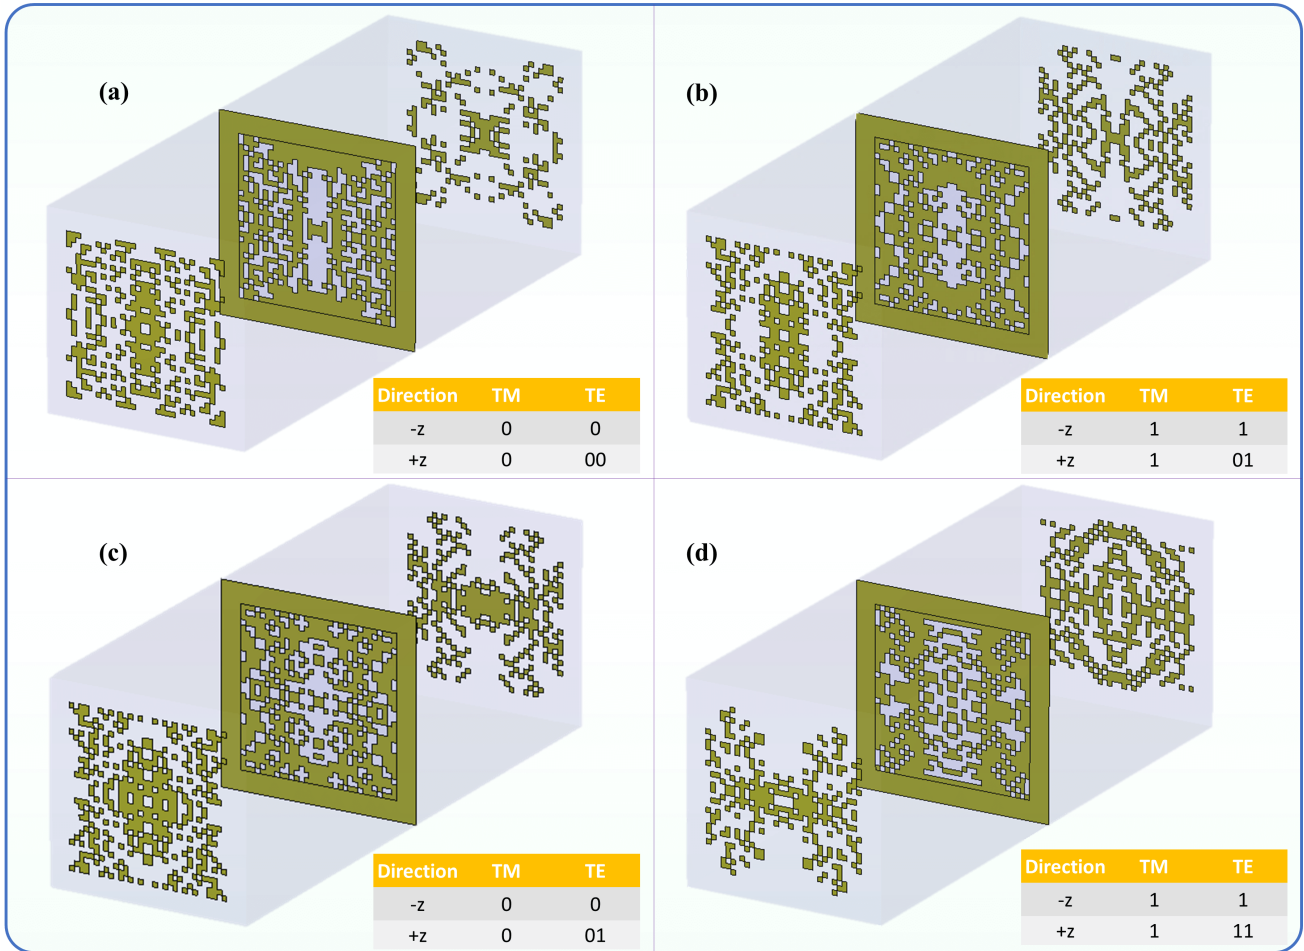 (a)
Direction TM TE
-z 0 0
+z 0 00
(b)
Direction TM TE
-z 1 1
+z 1 01
(c)
Direction TM TE
-z 0 0
+z 0 01
(d)
Direction TM TE
-z 1 1
+z 1 11